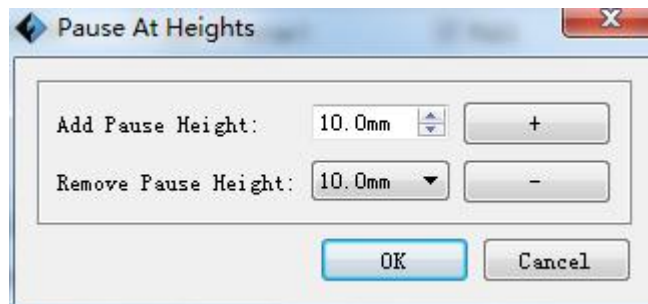 Pause At Heights
Add Pause Height: 10.0mm +
Remove Pause Height: 10.0mm -
OK Cancel